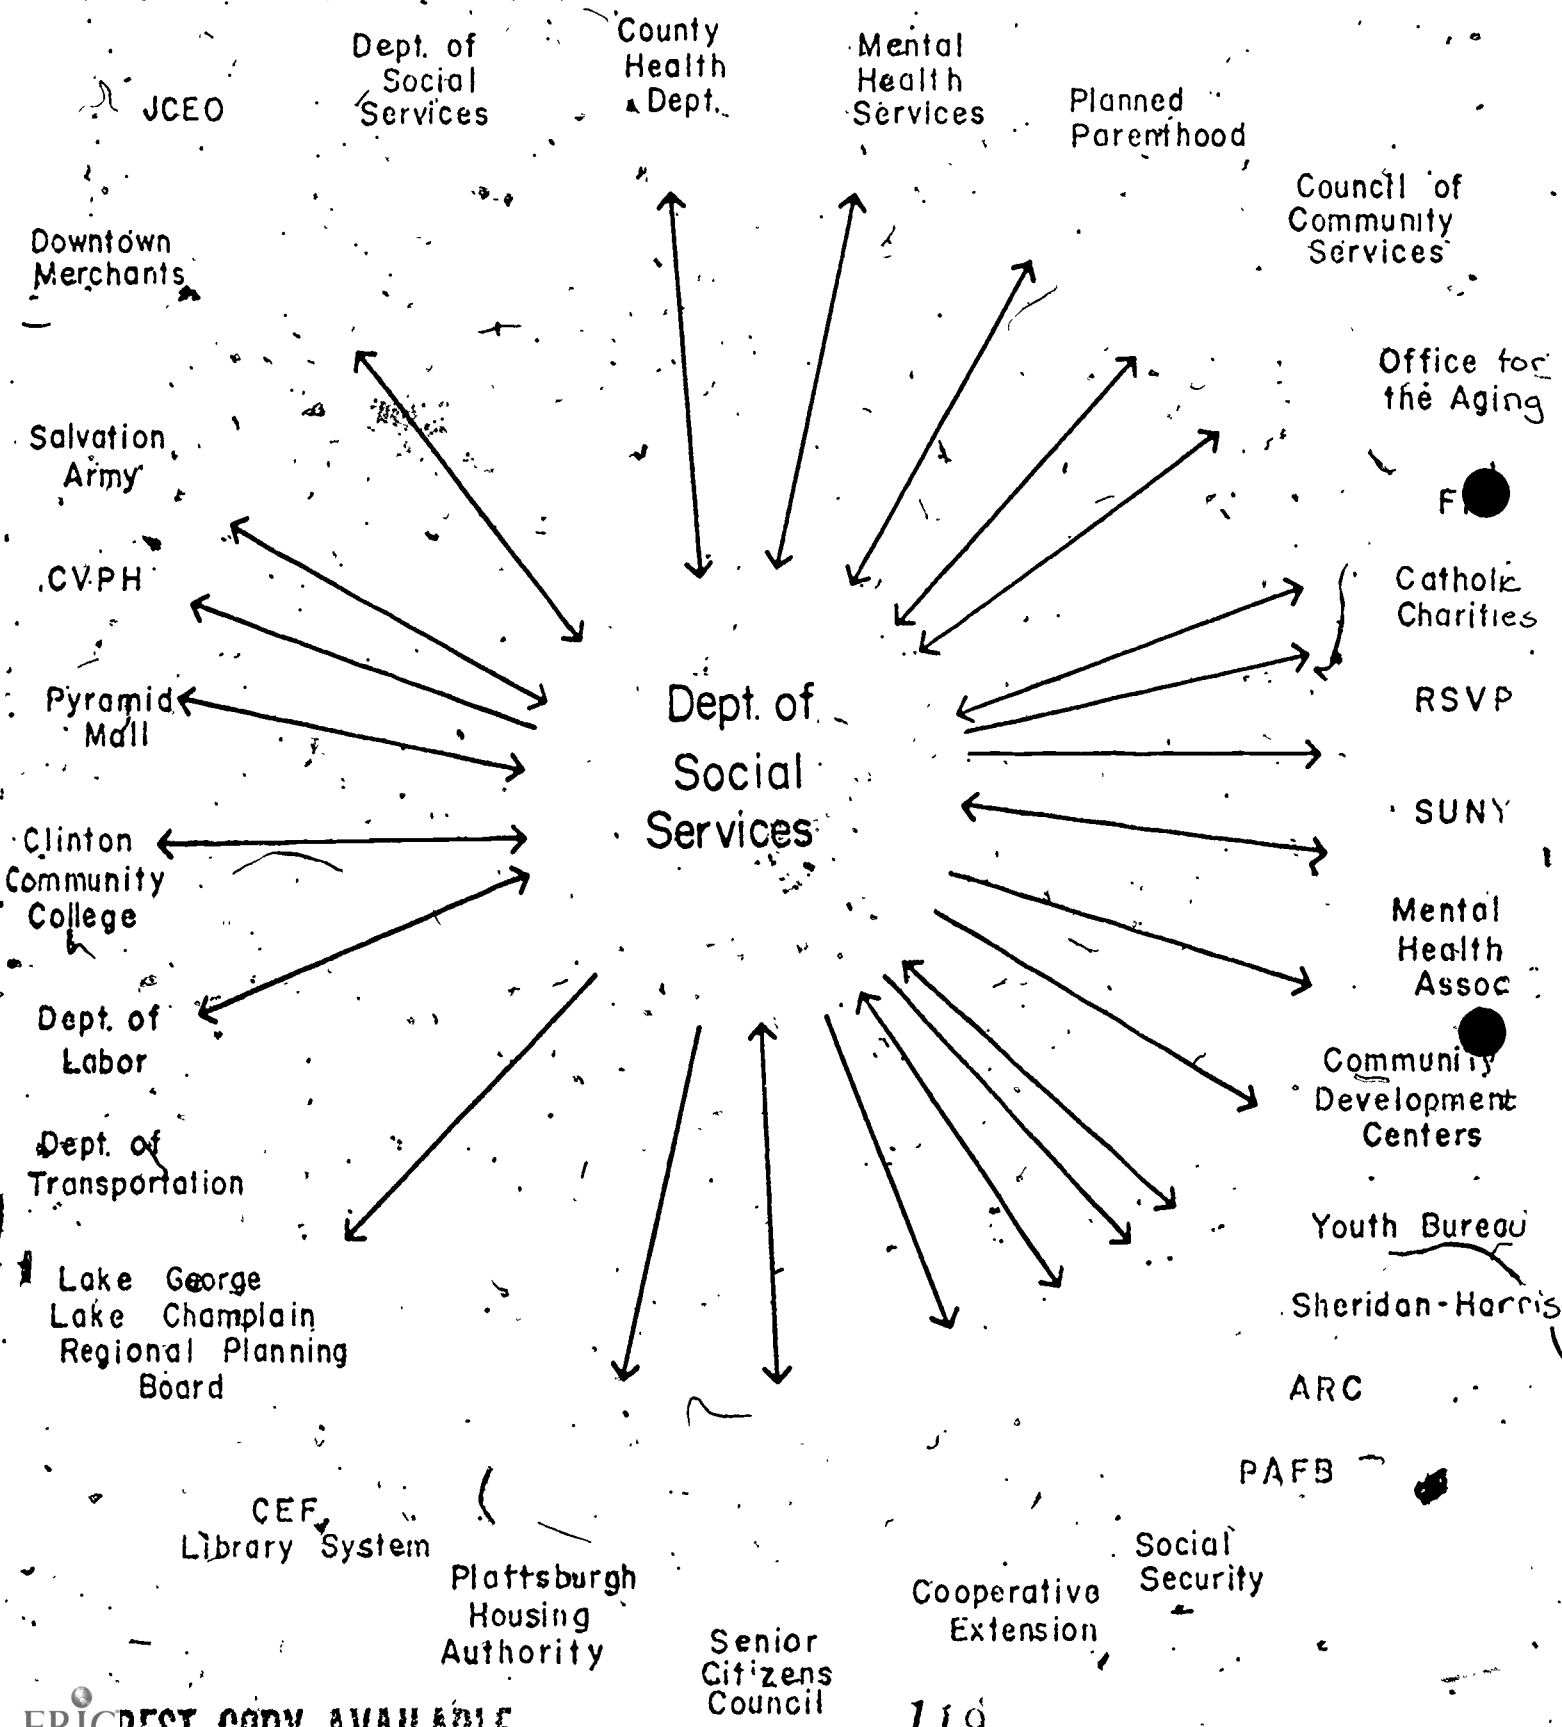 JCEO
Dept. of
Social
Services
County
Health
Dept.
Mental
Health
Services
Planned
Parenthood
Council of
Community
Services
Downtown
Merchants
Office for
the Aging
Salvation
Army
F
CVPH
Catholic
Charities
Pyramid
Mall
Dept. of
Social
Services
RSVP
SUNY
Clinton
Community
College
Mental
Health
Assoc
Dept. of
Labor
Community
Development
Centers
Dept. of
Transportation
Youth Bureau
Lake George
Lake Champlain
Regional Planning
Board
Sheridan-Harris
ARC
PAFB
CEF
Library System
Plattsburgh
Housing
Authority
Senior
Citizens
Council
Cooperative
Extension
Social
Security
ERIC
BEST COPY AVAILABLE